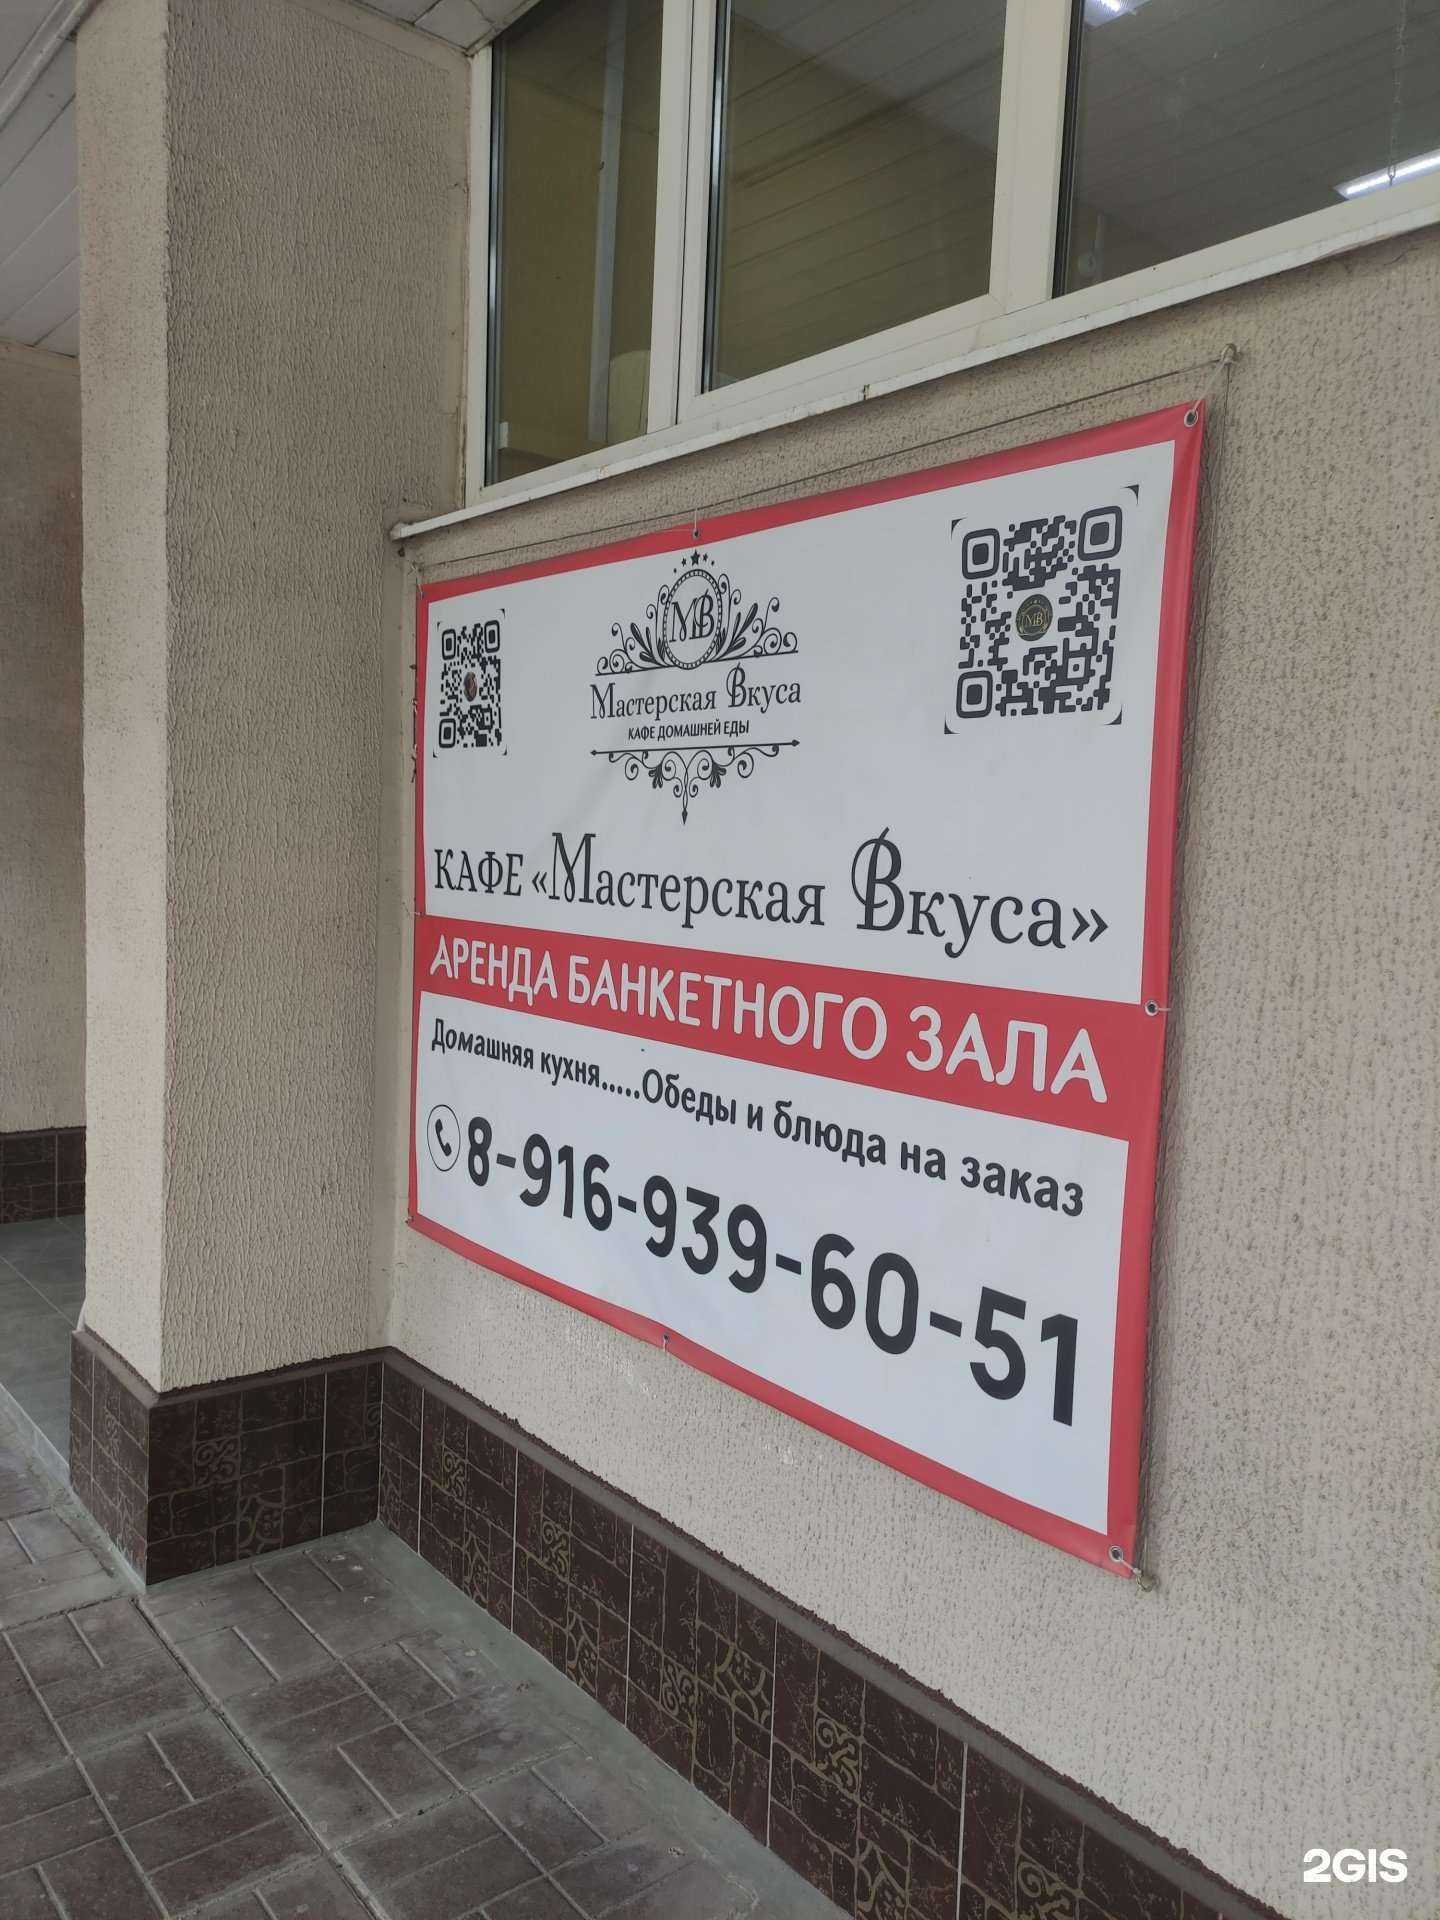 МВ
МВ
Мастерская Вкуса
КАФЕ ДОМАШНЕЙ ЕДЫ
КАФЕ «Мастерская Вкуса»
АРЕНДА БАНКЕТНОГО ЗАЛА
Домашняя кухня.....Обеды и блюда на заказ
8-916-939-60-51
2GIS